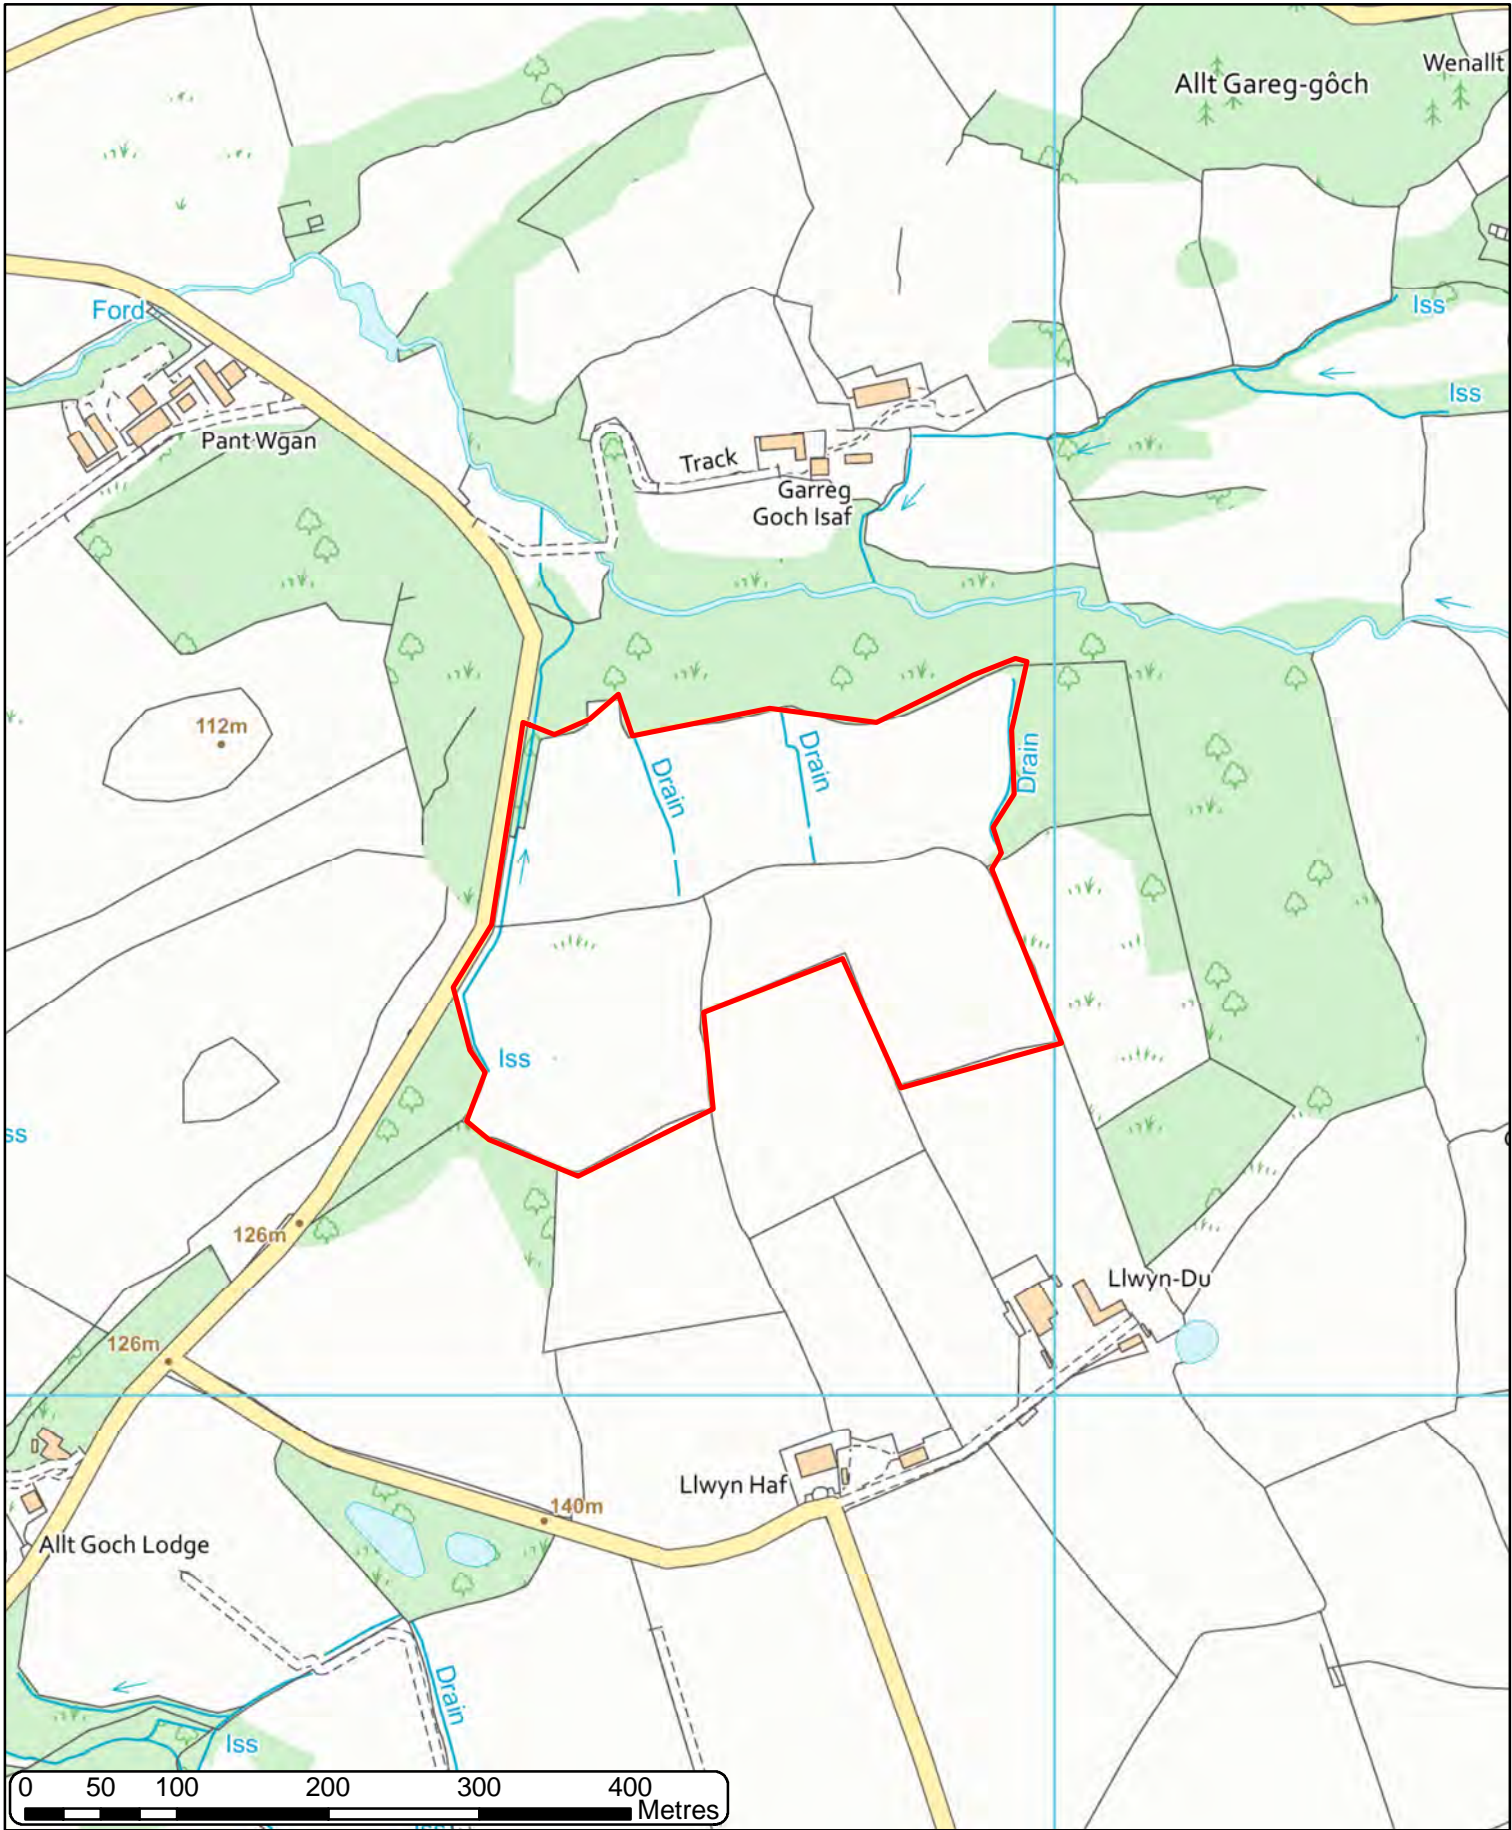 Wenallt
Allt Gareg-gôch
Ford
Iss
Iss
Pant Wgan
Track
Garreg
Goch Isaf
112m
Drain
Drain
Drain
Iss
ss
126m
Llwyn-Du
126m
Llwyn Haf
140m
Allt Goch Lodge
Drain
Iss
0 50 100 200 300 400
Metres